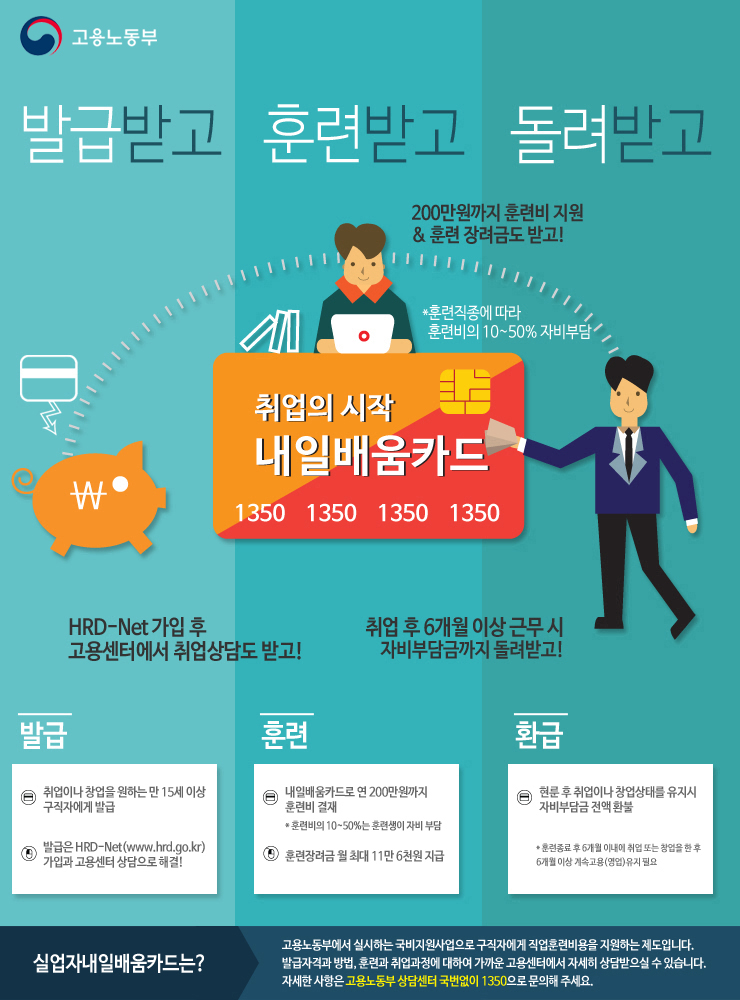 고용노동부
발급받고 훈련받고 돌려받고
200만원까지 훈련비 지원
& 훈련 장려금도 받고!
*훈련직종에 따라
훈련비의 10~50% 자비부담
취업의 시작
내일배움카드
1350 1350 1350 1350
₩
HRD-Net 가입 후
고용센터에서 취업상담도 받고!
취업 후 6개월 이상 근무 시
자비부담금까지 돌려받고!
발급
취업이나 창업을 원하는 만 15세 이상
구직자에게 발급
발급은 HRD-Net(www.hrd.go.kr)
가입과 고용센터 상담으로 해결!
훈련
내일배움카드로 연 200만원까지
훈련비 결재
* 훈련비의 10~50%는 훈련생이 자비 부담
훈련장려금 월 최대 11만 6천원 지급
환급
현룬 후 취업이나 창업상태를 유지시
자비부담금 전액 환불
* 훈련종료 후 6개월 이내에 취업 또는 창업을 한 후
6개월 이상 계속고용(영업)유지 필요
실업자내일배움카드는?
고용노동부에서 실시하는 국비지원사업으로 구직자에게 직업훈련비용을 지원하는 제도입니다.
발급자격과 방법, 훈련과 취업과정에 대하여 가까운 고용센터에서 자세히 상담받으실 수 있습니다.
자세한 사항은 고용노동부 상담센터 국번없이 1350으로 문의해 주세요.